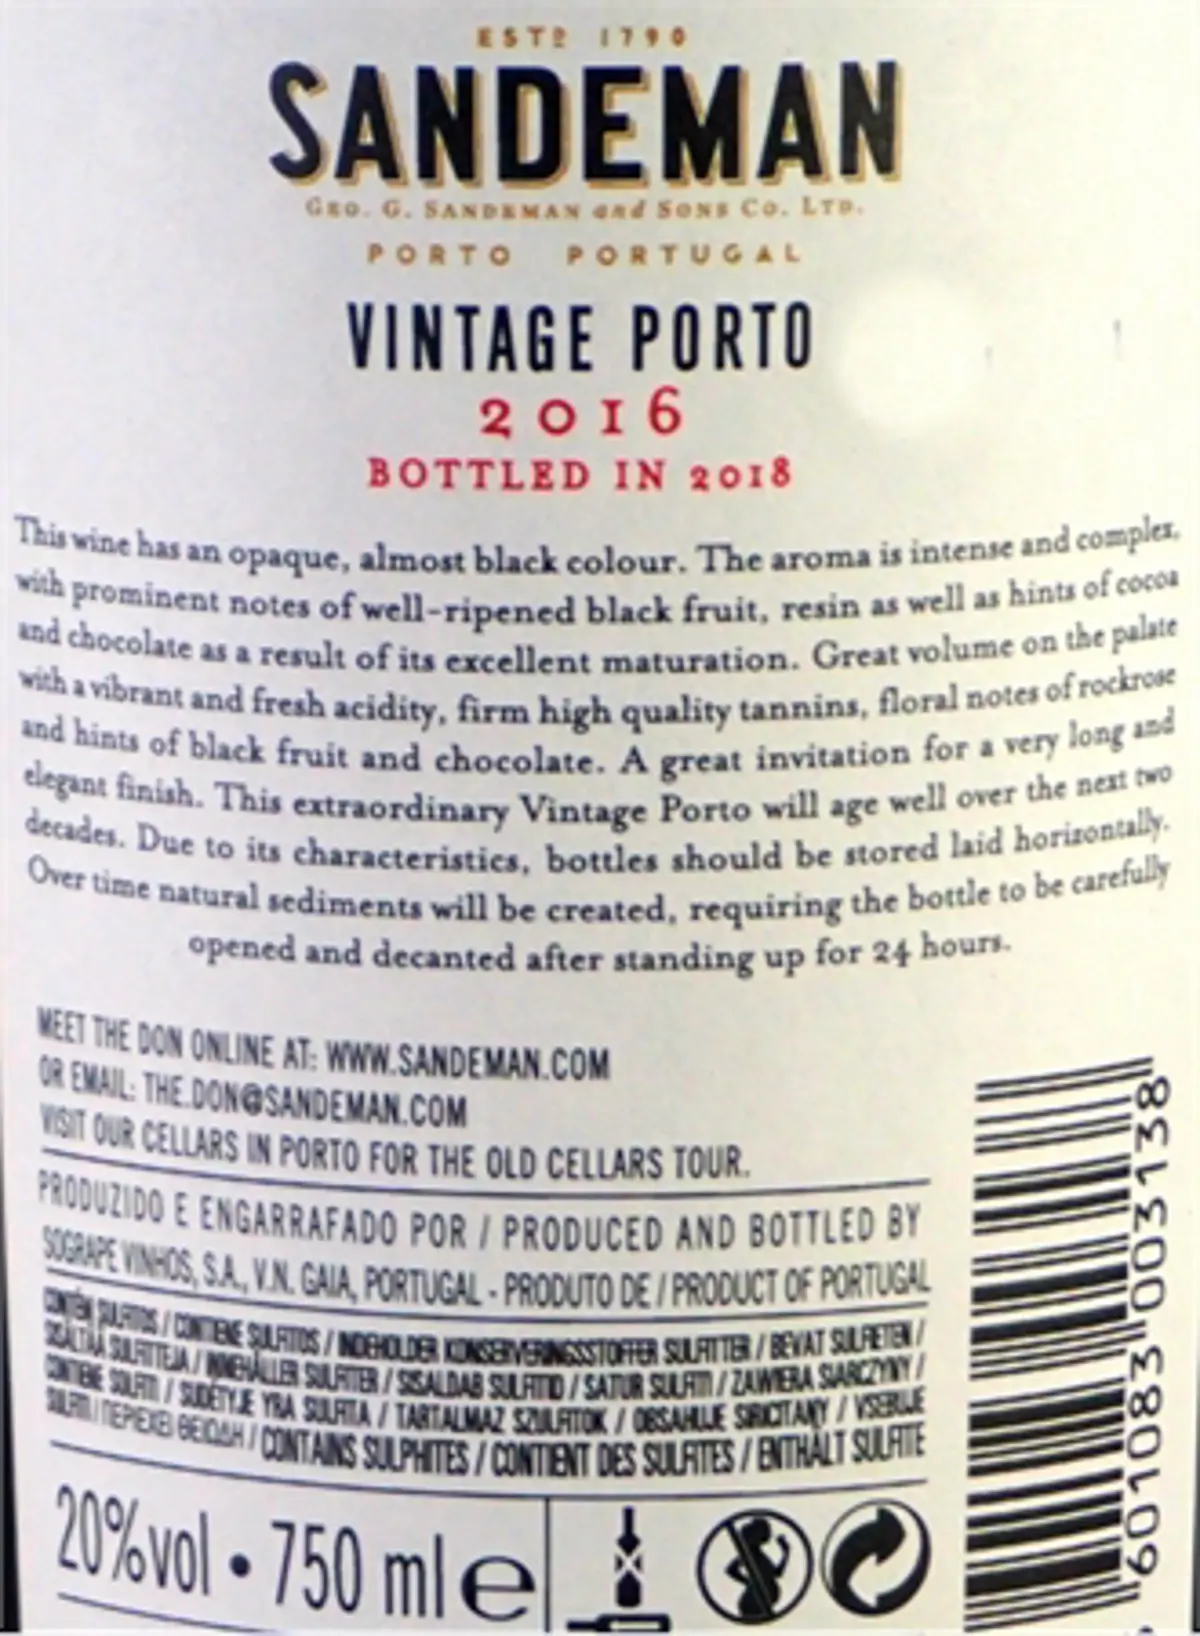 ESTD 1790
SANDEMAN
GEO. G. SANDEMAN and SONS CO. LTD.
PORTO PORTUGAL
VINTAGE PORTO
2016
BOTTLED IN 2018
This wine has an opaque, almost black colour. The aroma is intense and complex,
with prominent notes of well-ripened black fruit, resin as well as hints of cocoa
and chocolate as a result of its excellent maturation. Great volume on the palate
with a vibrant and fresh acidity, firm high quality tannins, floral notes of rockrose
and hints of black fruit and chocolate. A great invitation for a very long and
elegant finish. This extraordinary Vintage Porto will age well over the next two
decades. Due to its characteristics, bottles should be stored laid horizontally.
Over time natural sediments will be created, requiring the bottle to be carefully
opened and decanted after standing up for 24 hours.
MEET THE DON ONLINE AT: WWW.SANDEMAN.COM
OR EMAIL: THE.DON@SANDEMAN.COM
VISIT OUR CELLARS IN PORTO FOR THE OLD CELLARS TOUR.
PRODUZIDO E ENGARRAFADO POR / PRODUCED AND BOTTLED BY
SOGRAPE VINHOS, S.A., V.N. GAIA, PORTUGAL - PRODUTO DE / PRODUCT OF PORTUGAL
CONTÉM SULFITOS / CONTIENE SULFITOS / INDEHOLDER KONSERVERINGSSTOFFER SULFITTER / BEVAT SULFIETEN /
SISÄLTÄÄ SULFIITTEJA / INNEHÅLLER SULFITER / SISALDAB SULFITID / SATUR SULFITI / ZAWIERA SIARCZYNY /
CONTIENE SOLFITI / SUDĖTYJE YRA SULFITA / TARTALMAZ SZULFITOK / OBSAHUJE SIRICITANY / VSEBUJE
SULFITI / ΠΕΡΙΕΧΕΙ ΘΕΙΩΔΗ / CONTAINS SULPHITES / CONTIENT DES SULFITES / ENTHÄLT SULFITE
20%vol • 750 ml e
601083 003138